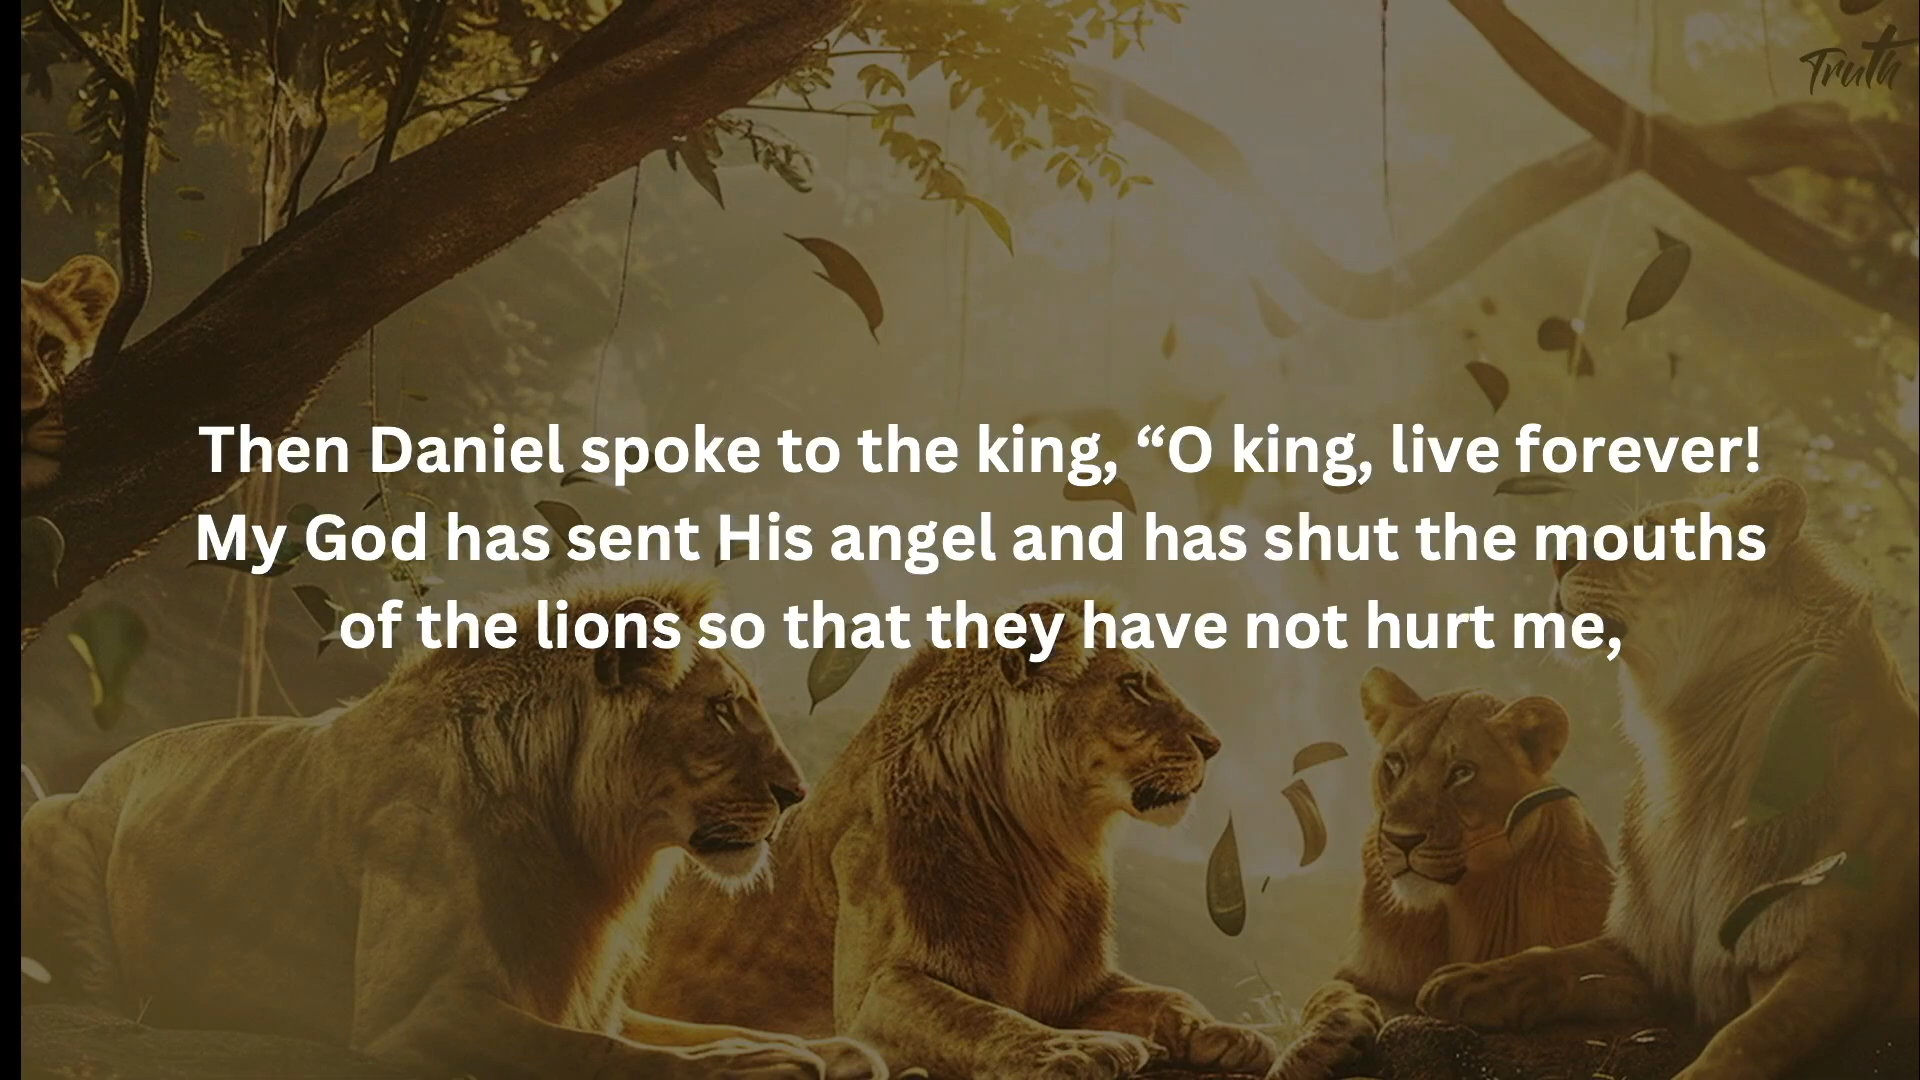 Truth
Then Daniel spoke to the king, “O king, live forever!
My God has sent His angel and has shut the mouths
of the lions so that they have not hurt me,